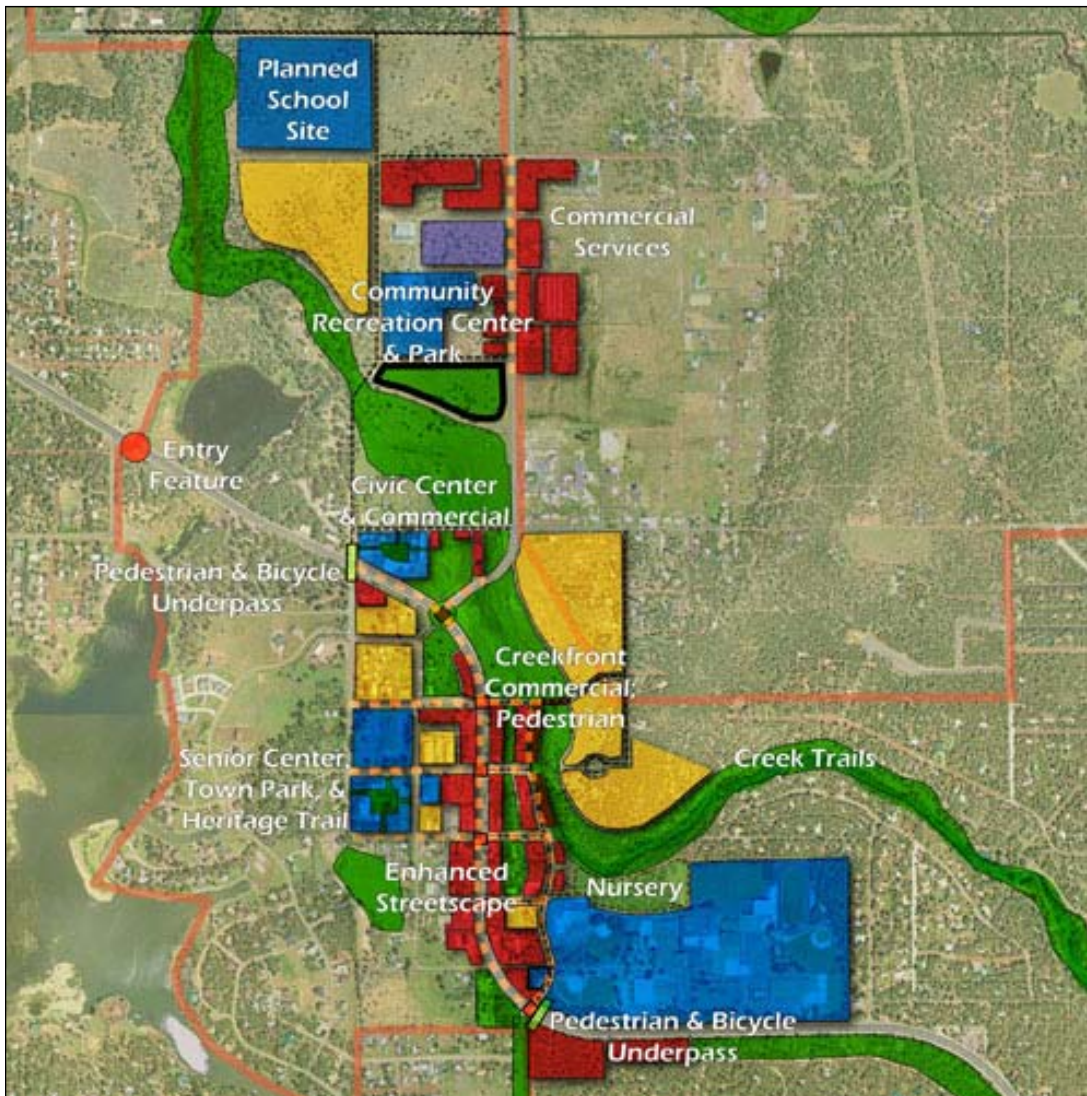 Planned
School
Site
Commercial
Services
Community
Recreation Center
& Park
Entry
Feature
Civic Center
& Commercial
Pedestrian & Bicycle
Underpass
Creekfront
Commercial;
Pedestrian
Senior Center,
Town Park, &
Heritage Trail
Creek Trails
Enhanced
Streetscape
Nursery
Pedestrian & Bicycle
Underpass